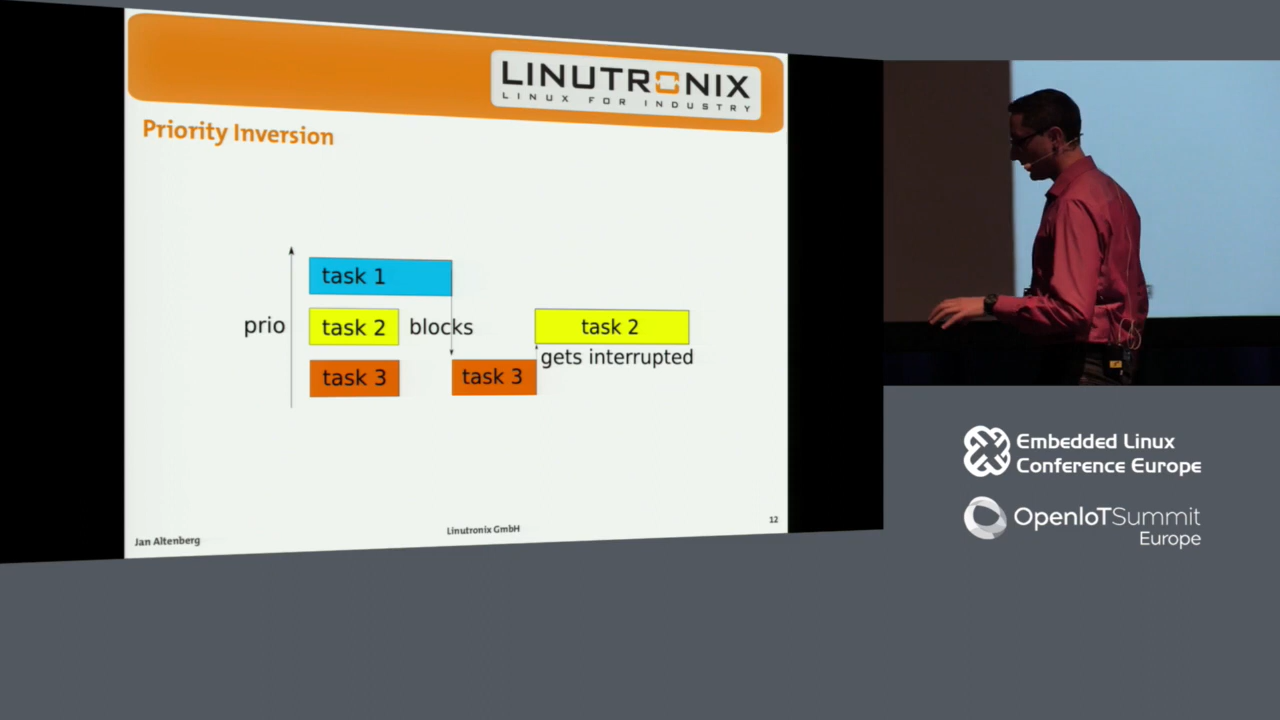 LINUTRONIX
LINUX FOR INDUSTRY
Priority Inversion
task 1
prio
task 2
blocks
task 2
gets interrupted
task 3
task 3
Jan Altenberg
Linutronix GmbH
12
Embedded Linux
Conference Europe
OpenIoTSummit
Europe